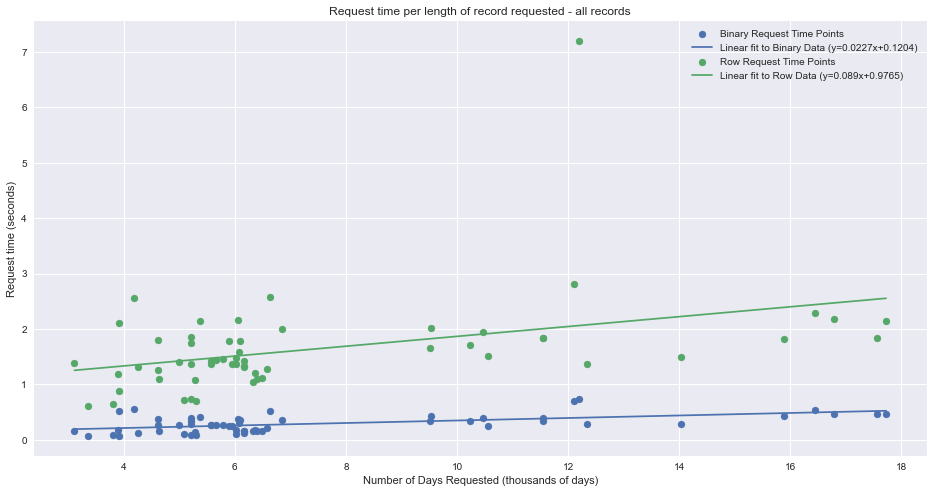 Request time per length of record requested - all records
Binary Request Time Points
Linear fit to Binary Data (y=0.0227x+0.1204)
Row Request Time Points
Linear fit to Row Data (y=0.089x+0.9765)
Request time (seconds)
7
6
5
4
3
2
1
0
4
6
8
10
12
14
16
18
Number of Days Requested (thousands of days)